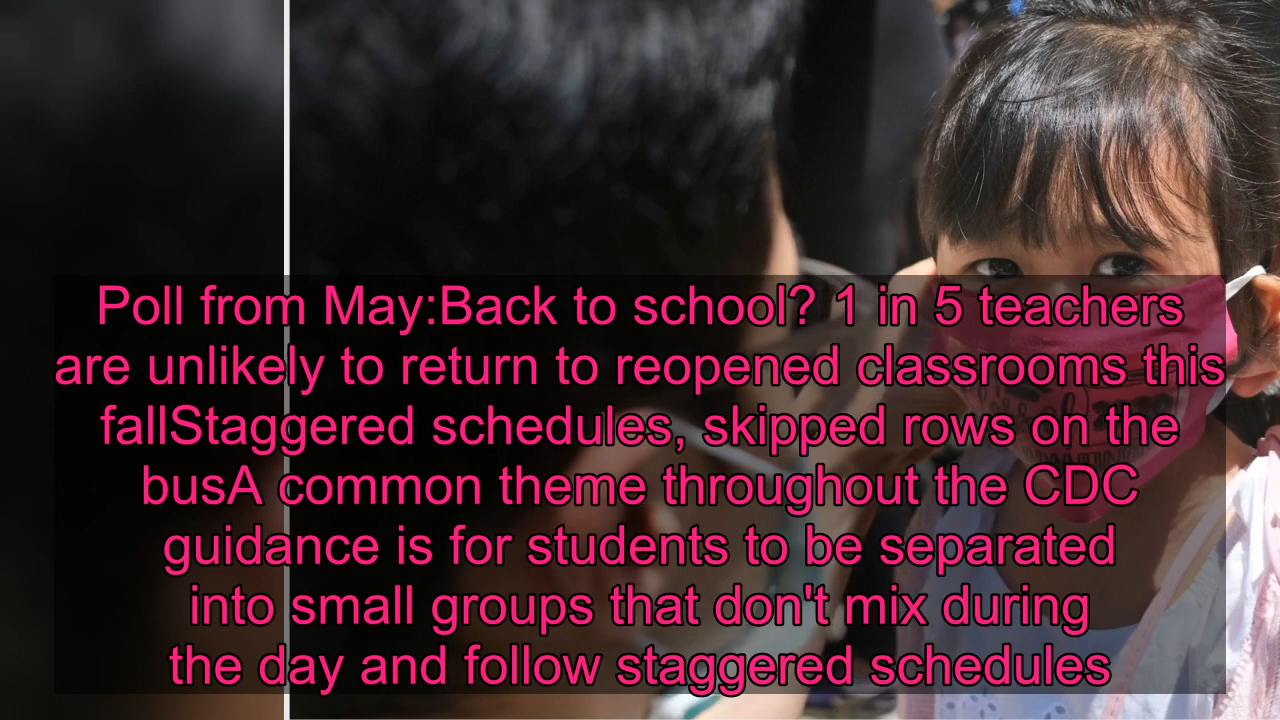 Poll from May:Back to school? 1 in 5 teachers
are unlikely to return to reopened classrooms this
fallStaggered schedules, skipped rows on the
busA common theme throughout the CDC
guidance is for students to be separated
into small groups that don't mix during
the day and follow staggered schedules